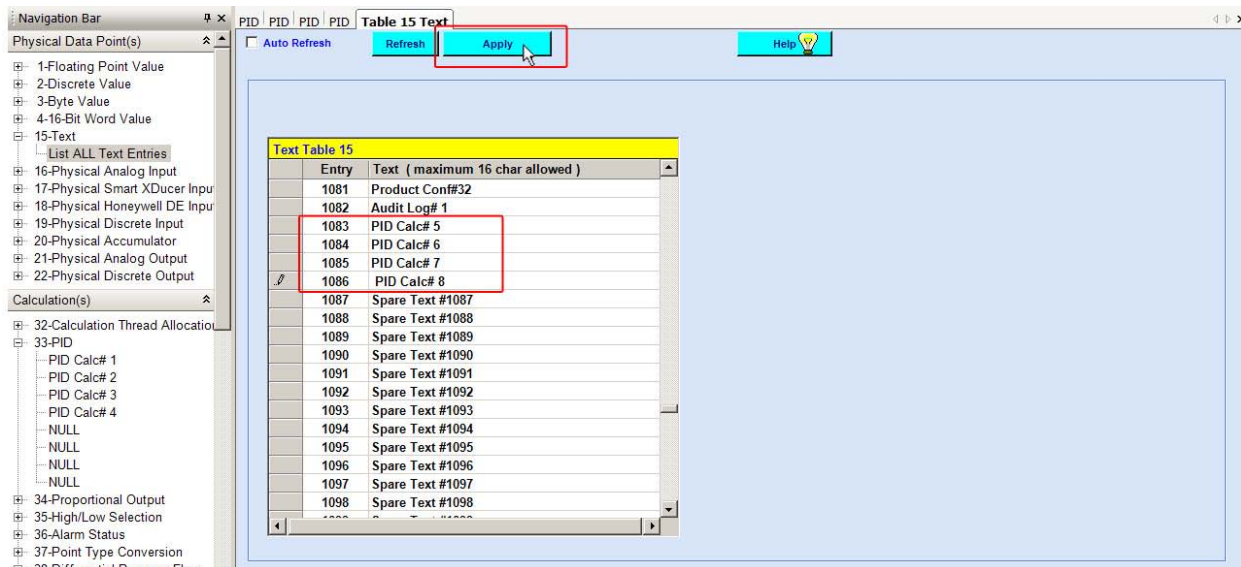 Navigation Bar
Physical Data Point(s)
1-Floating Point Value
2-Discrete Value
3-Byte Value
4-16-Bit Word Value
15-Text
List ALL Text Entries
16-Physical Analog Input
17-Physical Smart XDucer Inpu
18-Physical Honeywell DE Inpu
19-Physical Discrete Input
20-Physical Accumulator
21-Physical Analog Output
22-Physical Discrete Output
Calculation(s)
32-Calculation Thread Allocation
33-PID
PID Calc# 1
PID Calc# 2
PID Calc# 3
PID Calc# 4
NULL
NULL
NULL
NULL
34-Proportional Output
35-High/Low Selection
36-Alarm Status
37-Point Type Conversion
PID PID PID PID Table 15 Text
Auto Refresh Refresh Apply Help
Text Table 15
Entry Text ( maximum 16 char allowed )
1081 Product Conf#32
1082 Audit Log# 1
1083 PID Calc# 5
1084 PID Calc# 6
1085 PID Calc# 7
1086 PID Calc# 8
1087 Spare Text #1087
1088 Spare Text #1088
1089 Spare Text #1089
1090 Spare Text #1090
1091 Spare Text #1091
1092 Spare Text #1092
1093 Spare Text #1093
1094 Spare Text #1094
1095 Spare Text #1095
1096 Spare Text #1096
1097 Spare Text #1097
1098 Spare Text #1098